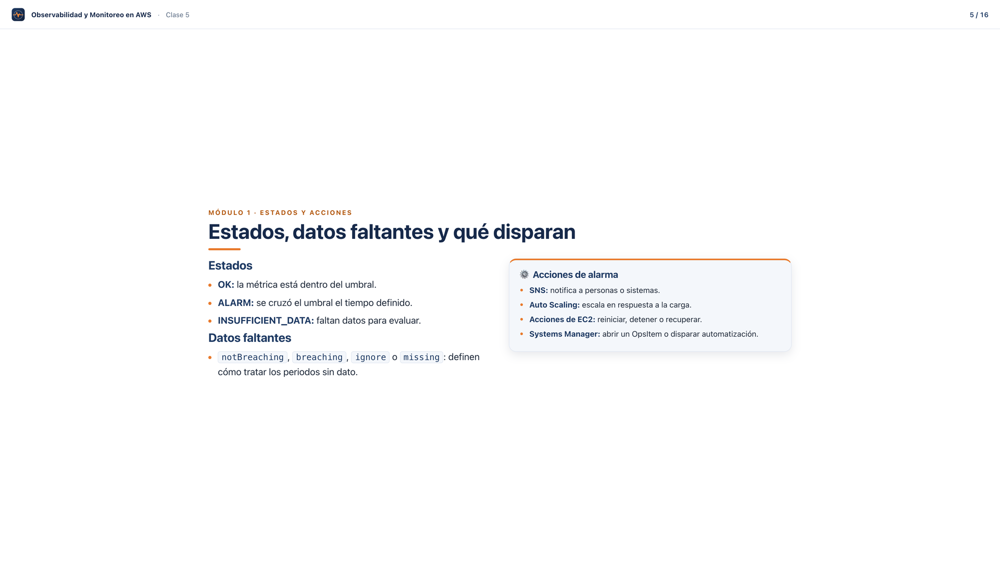 Observabilidad y Monitoreo en AWS · Clase 5
5 / 16
MÓDULO 1 · ESTADOS Y ACCIONES
Estados, datos faltantes y qué disparan
Estados
OK: la métrica está dentro del umbral.
ALARM: se cruzó el umbral el tiempo definido.
INSUFFICIENT_DATA: faltan datos para evaluar.
Datos faltantes
notBreaching, breaching, ignore o missing: definen
cómo tratar los periodos sin dato.
Acciones de alarma
SNS: notifica a personas o sistemas.
Auto Scaling: escala en respuesta a la carga.
Acciones de EC2: reiniciar, detener o recuperar.
Systems Manager: abrir un OpsItem o disparar automatización.